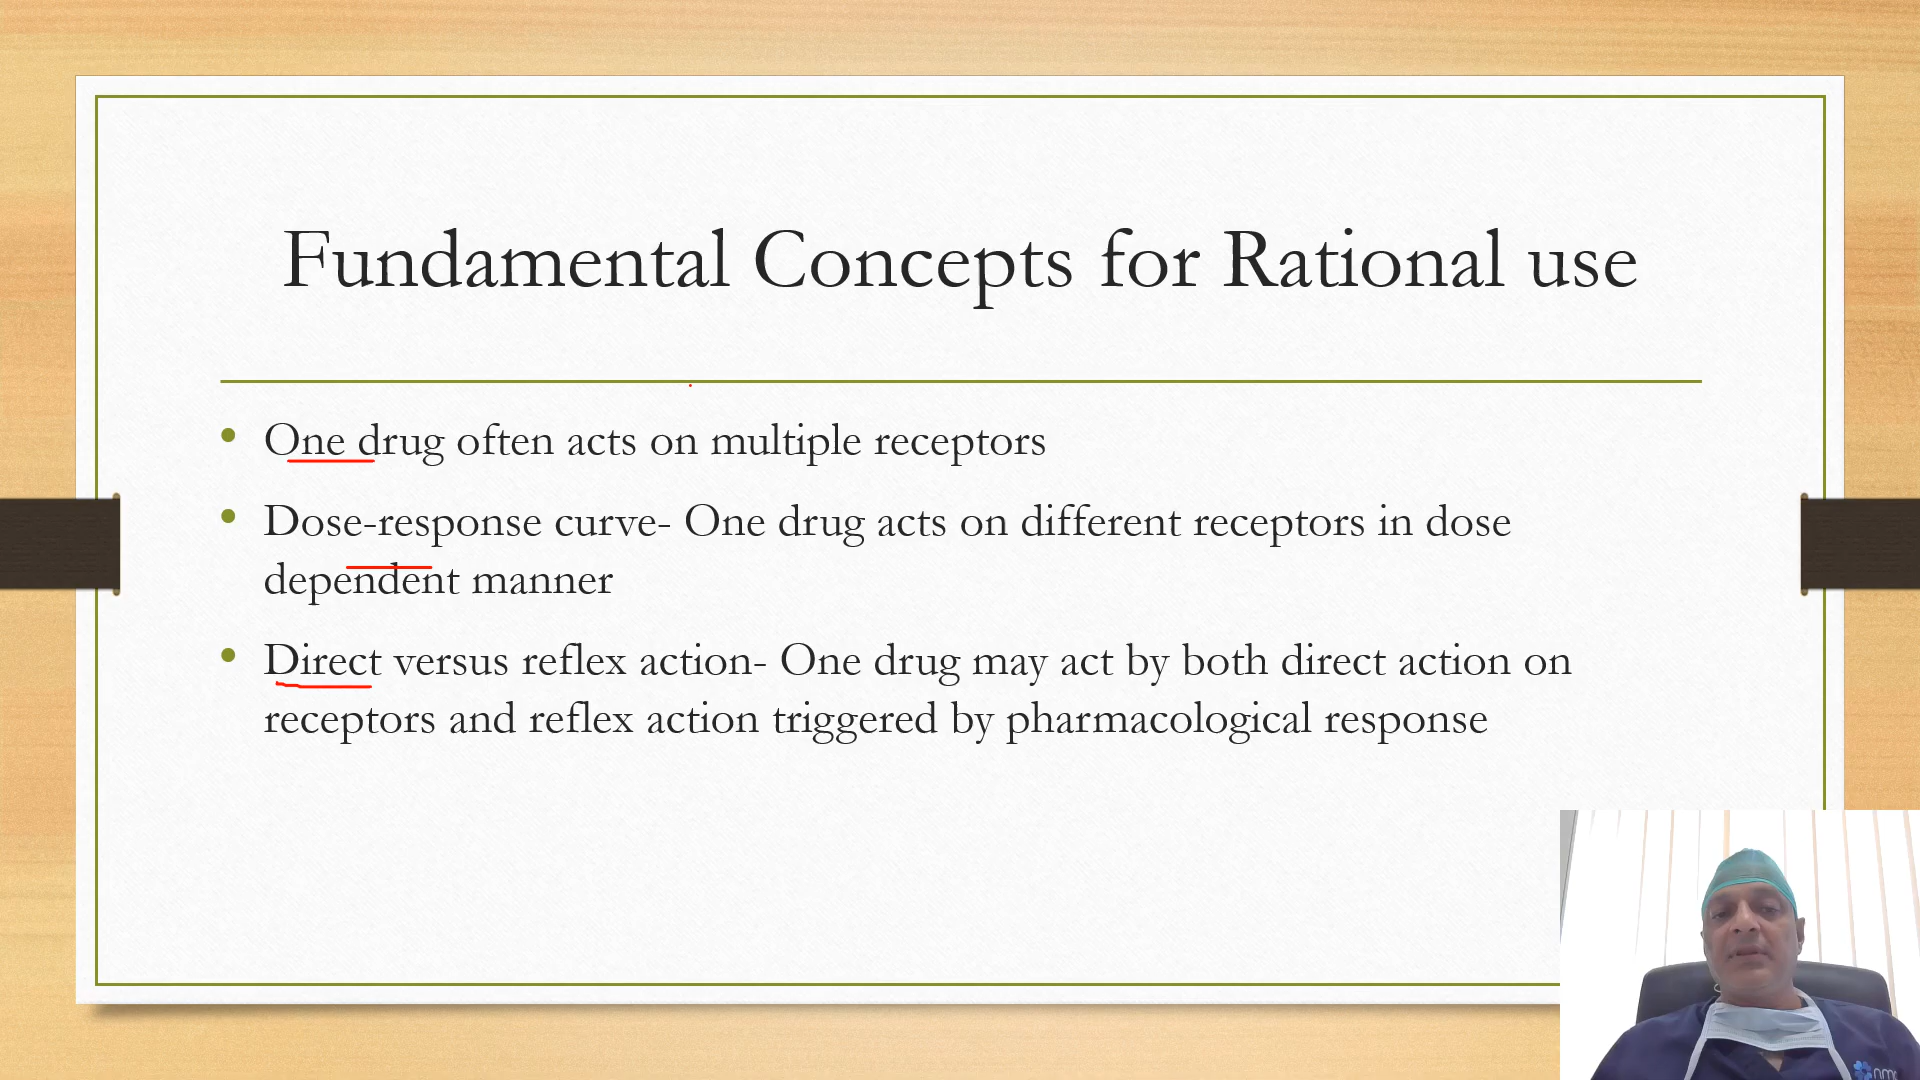 Fundamental Concepts for Rational use
One drug often acts on multiple receptors
Dose-response curve- One drug acts on different receptors in dose
dependent manner
Direct versus reflex action- One drug may act by both direct action on
receptors and reflex action triggered by pharmacological response